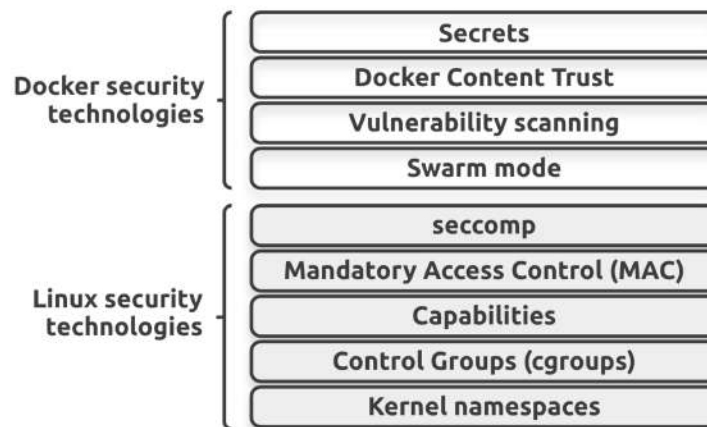 Docker security
technologies
Secrets
Docker Content Trust
Vulnerability scanning
Swarm mode
Linux security
technologies
seccomp
Mandatory Access Control (MAC)
Capabilities
Control Groups (cgroups)
Kernel namespaces